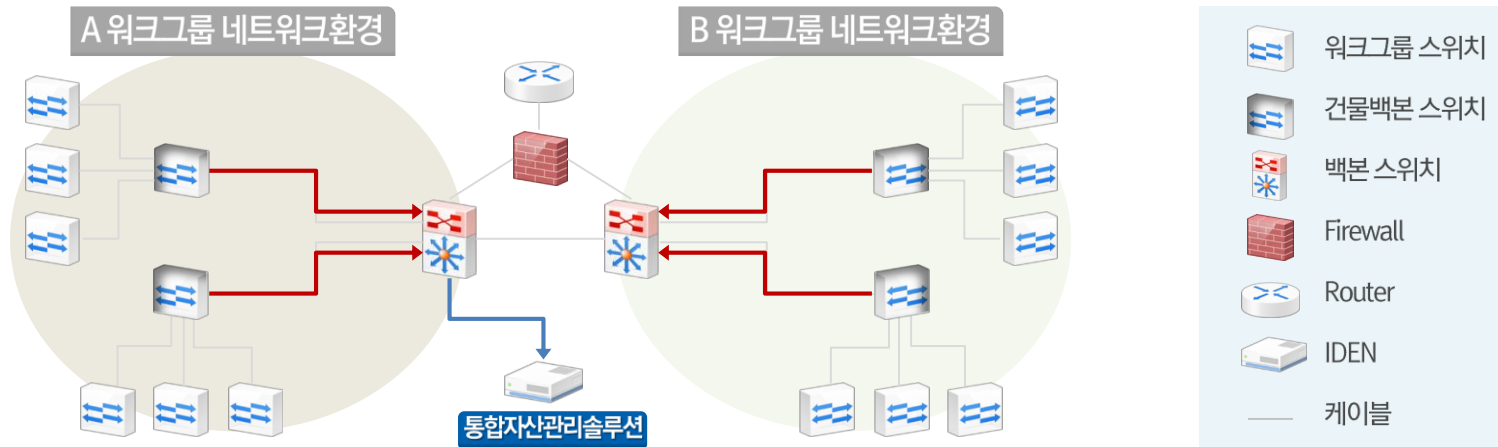 A 워크그룹 네트워크환경
B 워크그룹 네트워크환경
통합자산관리솔루션
워크그룹 스위치
건물백본 스위치
백본 스위치
Firewall
Router
IDEN
케이블